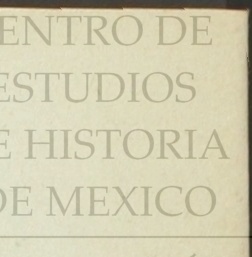 ENTRO DE
ESTUDIOS
E HISTORIA
DE MEXICO